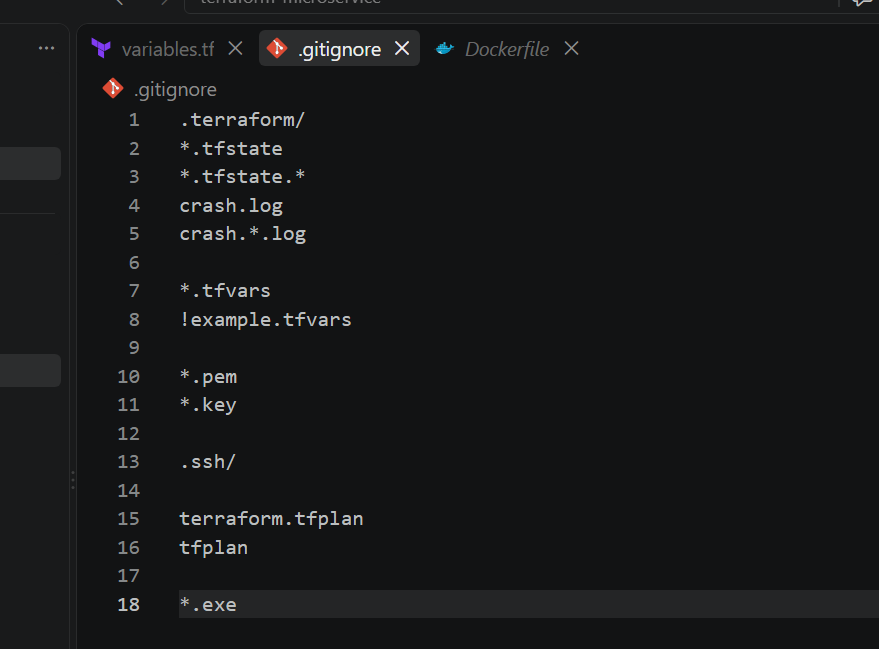 terraform-microservice
variables.tf
.gitignore
Dockerfile
.gitignore
1 .terraform/
2 *.tfstate
3 *.tfstate.*
4 crash.log
5 crash.*.log
6
7 *.tfvars
8 !example.tfvars
9
10 *.pem
11 *.key
12
13 .ssh/
14
15 terraform.tfplan
16 tfplan
17
18 *.exe